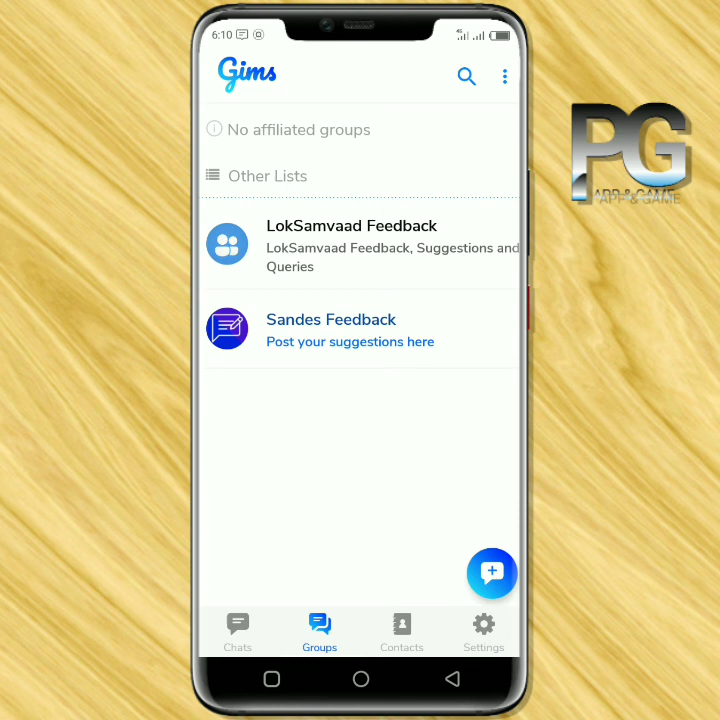 6:10
4G
Gims
No affiliated groups
Other Lists
LokSamvaad Feedback
LokSamvaad Feedback, Suggestions and
Queries
Sandes Feedback
Post your suggestions here
Chats
Groups
Contacts
Settings
PG
APP & GAME